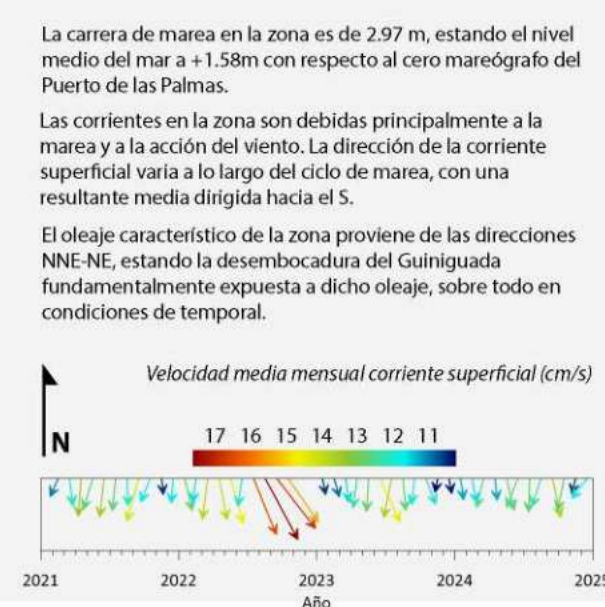 La carrera de marea en la zona es de 2.97 m, estando el nivel
medio del mar a +1.58m con respecto al cero mareógrafo del
Puerto de las Palmas.
Las corrientes en la zona son debidas principalmente a la
marea y a la acción del viento. La dirección de la corriente
superficial varia a lo largo del ciclo de marea, con una
resultante media dirigida hacia el S.
El oleaje característico de la zona proviene de las direcciones
NNE-NE, estando la desembocadura del Guiniguada
fundamentalmente expuesta a dicho oleaje, sobre todo en
condiciones de temporal.
Velocidad media mensual corriente superficial (cm/s)
N
17 16 15 14 13 12 11
2021 2022 2023 2024 2025
Año